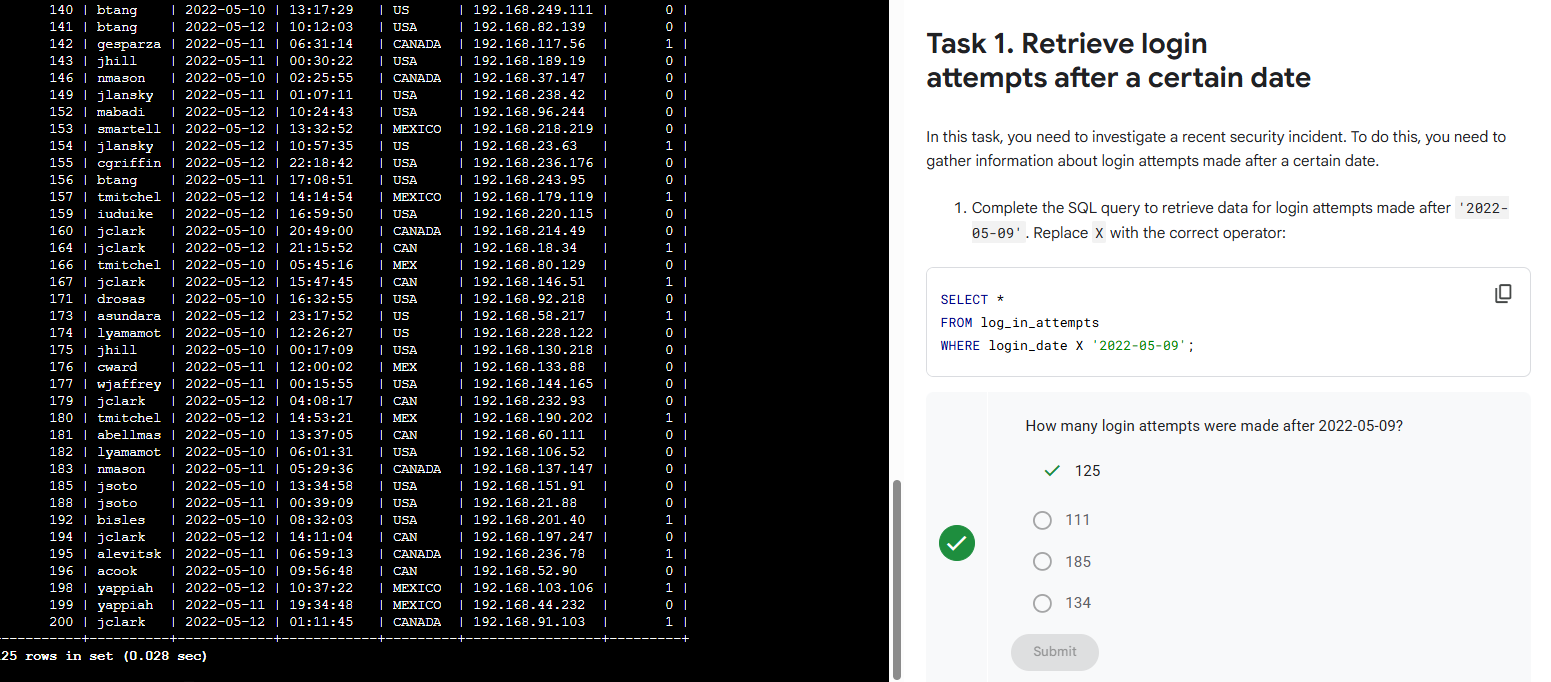 140 | btang | 2022-05-10 | 13:17:29 | US | 192.168.249.111 | 0 |
141 | btang | 2022-05-12 | 10:12:03 | USA | 192.168.82.139 | 0 |
142 | gesparza | 2022-05-11 | 06:31:14 | CANADA | 192.168.117.56 | 1 |
143 | jhill | 2022-05-11 | 00:30:22 | USA | 192.168.189.19 | 0 |
146 | nmason | 2022-05-10 | 02:25:55 | CANADA | 192.168.37.147 | 0 |
149 | jlansky | 2022-05-11 | 01:07:11 | USA | 192.168.238.42 | 0 |
152 | mabadi | 2022-05-12 | 10:24:43 | USA | 192.168.96.244 | 0 |
153 | smartell | 2022-05-12 | 13:32:52 | MEXICO | 192.168.218.219 | 0 |
154 | jlansky | 2022-05-12 | 10:57:35 | US | 192.168.23.63 | 1 |
155 | cgriffin | 2022-05-12 | 22:18:42 | USA | 192.168.236.176 | 0 |
156 | btang | 2022-05-11 | 17:08:51 | USA | 192.168.243.95 | 0 |
157 | tmitchel | 2022-05-12 | 14:14:54 | MEXICO | 192.168.179.119 | 1 |
159 | iuduike | 2022-05-12 | 16:59:50 | USA | 192.168.220.115 | 0 |
160 | jclark | 2022-05-10 | 20:49:00 | CANADA | 192.168.214.49 | 0 |
164 | jclark | 2022-05-12 | 21:15:52 | CAN | 192.168.18.34 | 1 |
166 | tmitchel | 2022-05-10 | 05:45:16 | MEX | 192.168.80.129 | 0 |
167 | jclark | 2022-05-12 | 15:47:45 | CAN | 192.168.146.51 | 1 |
171 | drosas | 2022-05-10 | 16:32:55 | USA | 192.168.92.218 | 0 |
173 | asundara | 2022-05-12 | 23:17:52 | US | 192.168.58.217 | 1 |
174 | lyamamot | 2022-05-10 | 12:26:27 | US | 192.168.228.122 | 0 |
175 | jhill | 2022-05-10 | 00:17:09 | USA | 192.168.130.218 | 0 |
176 | cward | 2022-05-11 | 12:00:02 | MEX | 192.168.133.88 | 0 |
177 | wjaffrey | 2022-05-11 | 00:15:55 | USA | 192.168.144.165 | 0 |
179 | jclark | 2022-05-12 | 04:08:17 | CAN | 192.168.232.93 | 0 |
180 | tmitchel | 2022-05-12 | 14:53:21 | MEX | 192.168.190.202 | 1 |
181 | abellmas | 2022-05-10 | 13:37:05 | CAN | 192.168.60.111 | 0 |
182 | lyamamot | 2022-05-10 | 06:01:31 | USA | 192.168.106.52 | 0 |
183 | nmason | 2022-05-11 | 05:29:36 | CANADA | 192.168.137.147 | 0 |
185 | jsoto | 2022-05-10 | 13:34:58 | USA | 192.168.151.91 | 0 |
188 | jsoto | 2022-05-11 | 00:39:09 | USA | 192.168.21.88 | 0 |
192 | bisles | 2022-05-10 | 08:32:03 | USA | 192.168.201.40 | 1 |
194 | jclark | 2022-05-12 | 14:11:04 | CAN | 192.168.197.247 | 0 |
195 | alevitsk | 2022-05-11 | 06:59:13 | CANADA | 192.168.236.78 | 1 |
196 | acook | 2022-05-10 | 09:56:48 | CAN | 192.168.52.90 | 0 |
198 | yappiah | 2022-05-12 | 10:37:22 | MEXICO | 192.168.103.106 | 1 |
199 | yappiah | 2022-05-11 | 19:34:48 | MEXICO | 192.168.44.232 | 0 |
200 | jclark | 2022-05-12 | 01:11:45 | CANADA | 192.168.91.103 | 1 |
-----------+----------+------------+------------+---------+-----------------+---------+
25 rows in set (0.028 sec)
Task 1. Retrieve login
attempts after a certain date
In this task, you need to investigate a recent security incident. To do this, you need to
gather information about login attempts made after a certain date.
1. Complete the SQL query to retrieve data for login attempts made after '2022-
05-09'. Replace X with the correct operator:
SELECT *
FROM log_in_attempts
WHERE login_date X '2022-05-09';
How many login attempts were made after 2022-05-09?
125
111
185
134
Submit